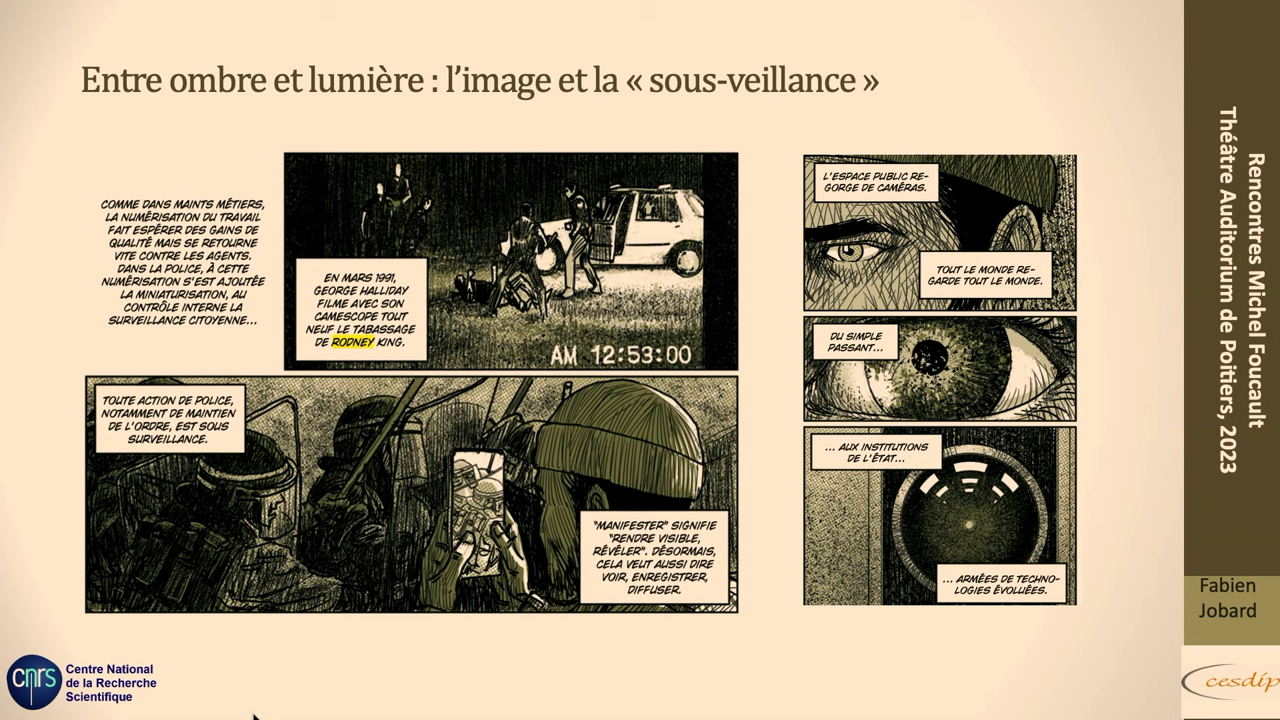 Entre ombre et lumière : l’image et la « sous-veillance »
COMME DANS MAINTS MÉTIERS,
LA NUMÉRISATION DU TRAVAIL
FAIT ESPÉRER DES GAINS DE
QUALITÉ MAIS SE RETOURNE
VITE CONTRE LES AGENTS.
DANS LA POLICE, À CETTE
NUMÉRISATION S'EST AJOUTÉE
LA MINIATURISATION, AU
CONTRÔLE INTERNE LA
SURVEILLANCE CITOYENNE...
EN MARS 1991,
GEORGE HALLIDAY
FILME AVEC SON
CAMESCOPE TOUT
NEUF LE TABASSAGE
DE RODNEY KING.
AM 12:53:00
TOUTE ACTION DE POLICE,
NOTAMMENT DE MAINTIEN
DE L'ORDRE, EST SOUS
SURVEILLANCE.
"MANIFESTER" SIGNIFIE
"RENDRE VISIBLE,
RÉVÉLER". DÉSORMAIS,
CELA VEUT AUSSI DIRE
VOIR, ENREGISTRER,
DIFFUSER.
L'ESPACE PUBLIC RE-
GORGE DE CAMÉRAS.
TOUT LE MONDE RE-
GARDE TOUT LE MONDE.
DU SIMPLE
PASSANT...
... AUX INSTITUTIONS
DE L'ÉTAT...
... ARMÉES DE TECHNO-
LOGIES ÉVOLUÉES.
Rencontres Michel Foucault
Théâtre Auditorium de Poitiers, 2023
Fabien
Jobard
cnrs
Centre National
de la Recherche
Scientifique
cesdip